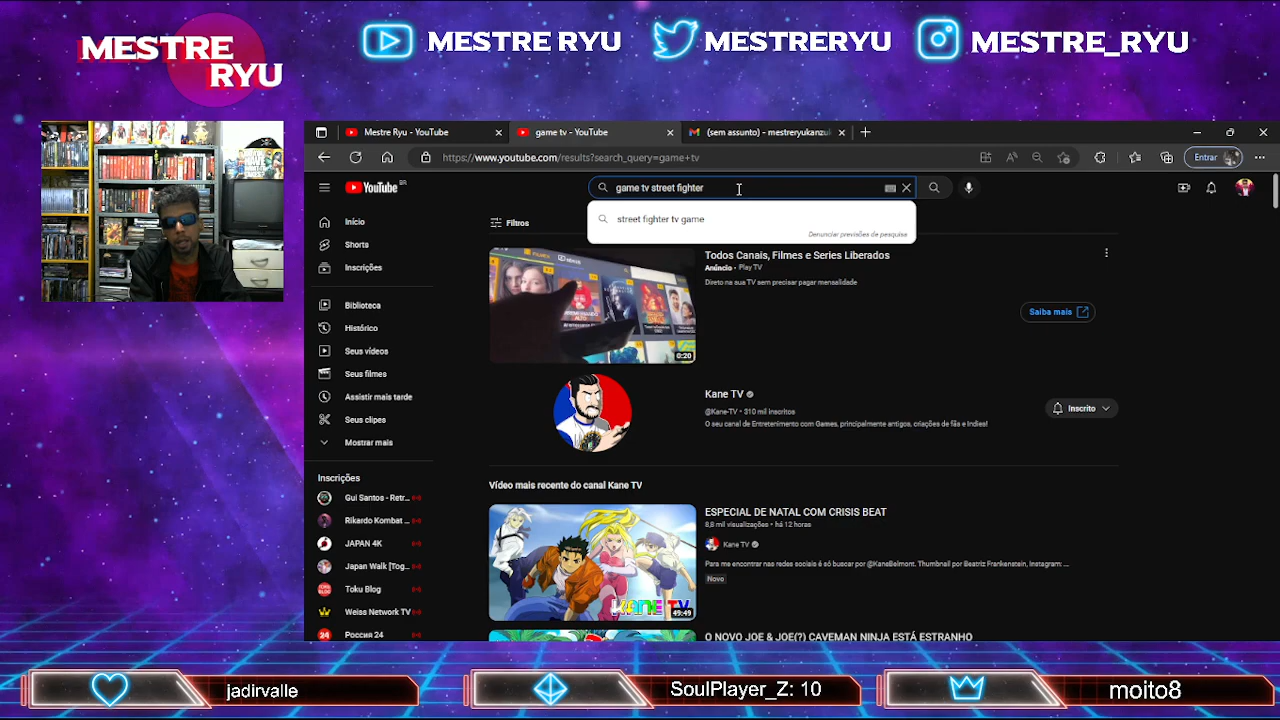 MESTRE
RYU
MESTRE RYU
MESTRERYU
MESTRE_RYU
Mestre Ryu - YouTube
game tv - YouTube
(sem assunto) - mestreryukanzuk
https://www.youtube.com/results?search_query=game+tv
Entrar
YouTube BR
game tv street fighter
street fighter tv game
Denunciar previsões de pesquisa
Início
Shorts
Inscrições
Biblioteca
Histórico
Seus vídeos
Seus filmes
Assistir mais tarde
Seus clipes
Mostrar mais
Inscrições
Gui Santos - Retr...
Rikardo Kombat ...
JAPAN 4K
Japan Walk [Tog...
Toku Blog
Weiss Network TV
24
Россия 24
Filtros
0:20
Todos Canais, Filmes e Series Liberados
Anúncio • Play TV
Direto na sua TV sem precisar pagar mensalidade
Saiba mais
Kane TV
@Kane-TV • 310 mil inscritos
O seu canal de Entretenimento com Games, principalmente antigos, criações de fãs e Indies!
Inscrito
Vídeo mais recente do canal Kane TV
KANE TV
49:49
ESPECIAL DE NATAL COM CRISIS BEAT
8,8 mil visualizações • há 12 horas
Kane TV
Para me encontrar nas redes sociais é só buscar por @KaneBelmont. Thumbnail por Beatriz Frankenstein, Instagram: ...
Novo
O NOVO JOE & JOE(?) CAVEMAN NINJA ESTÁ ESTRANHO
jadirvalle
SoulPlayer_Z: 10
moito8